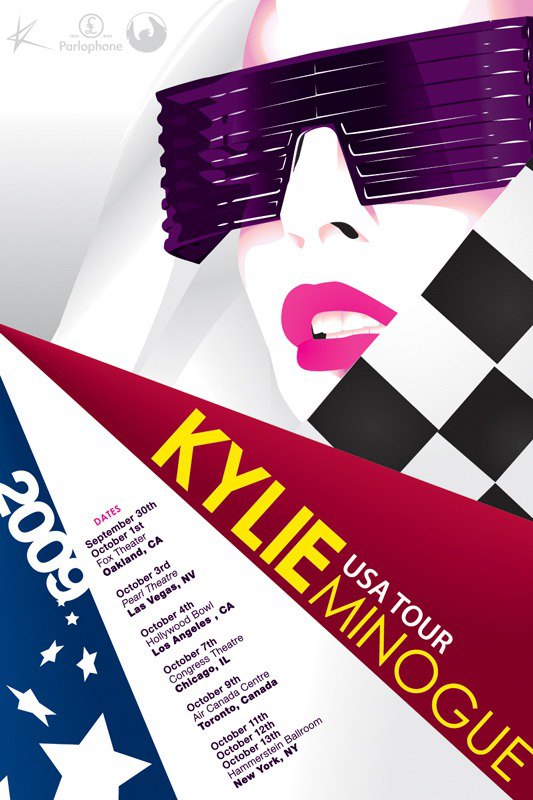 TRADE MARK
Parlophone
KYLIE
USA TOUR
MINOGUE
2009
DATES
September 30th
October 1st
Fox Theater
Oakland, CA
October 3rd
Pearl Theatre
Las Vegas, NV
October 4th
Hollywood Bowl
Los Angeles , CA
October 7th
Congress Theatre
Chicago, IL
October 9th
Air Canada Centre
Toronto, Canada
October 11th
October 12th
October 13th
Hammerstein Ballroom
New York, NY